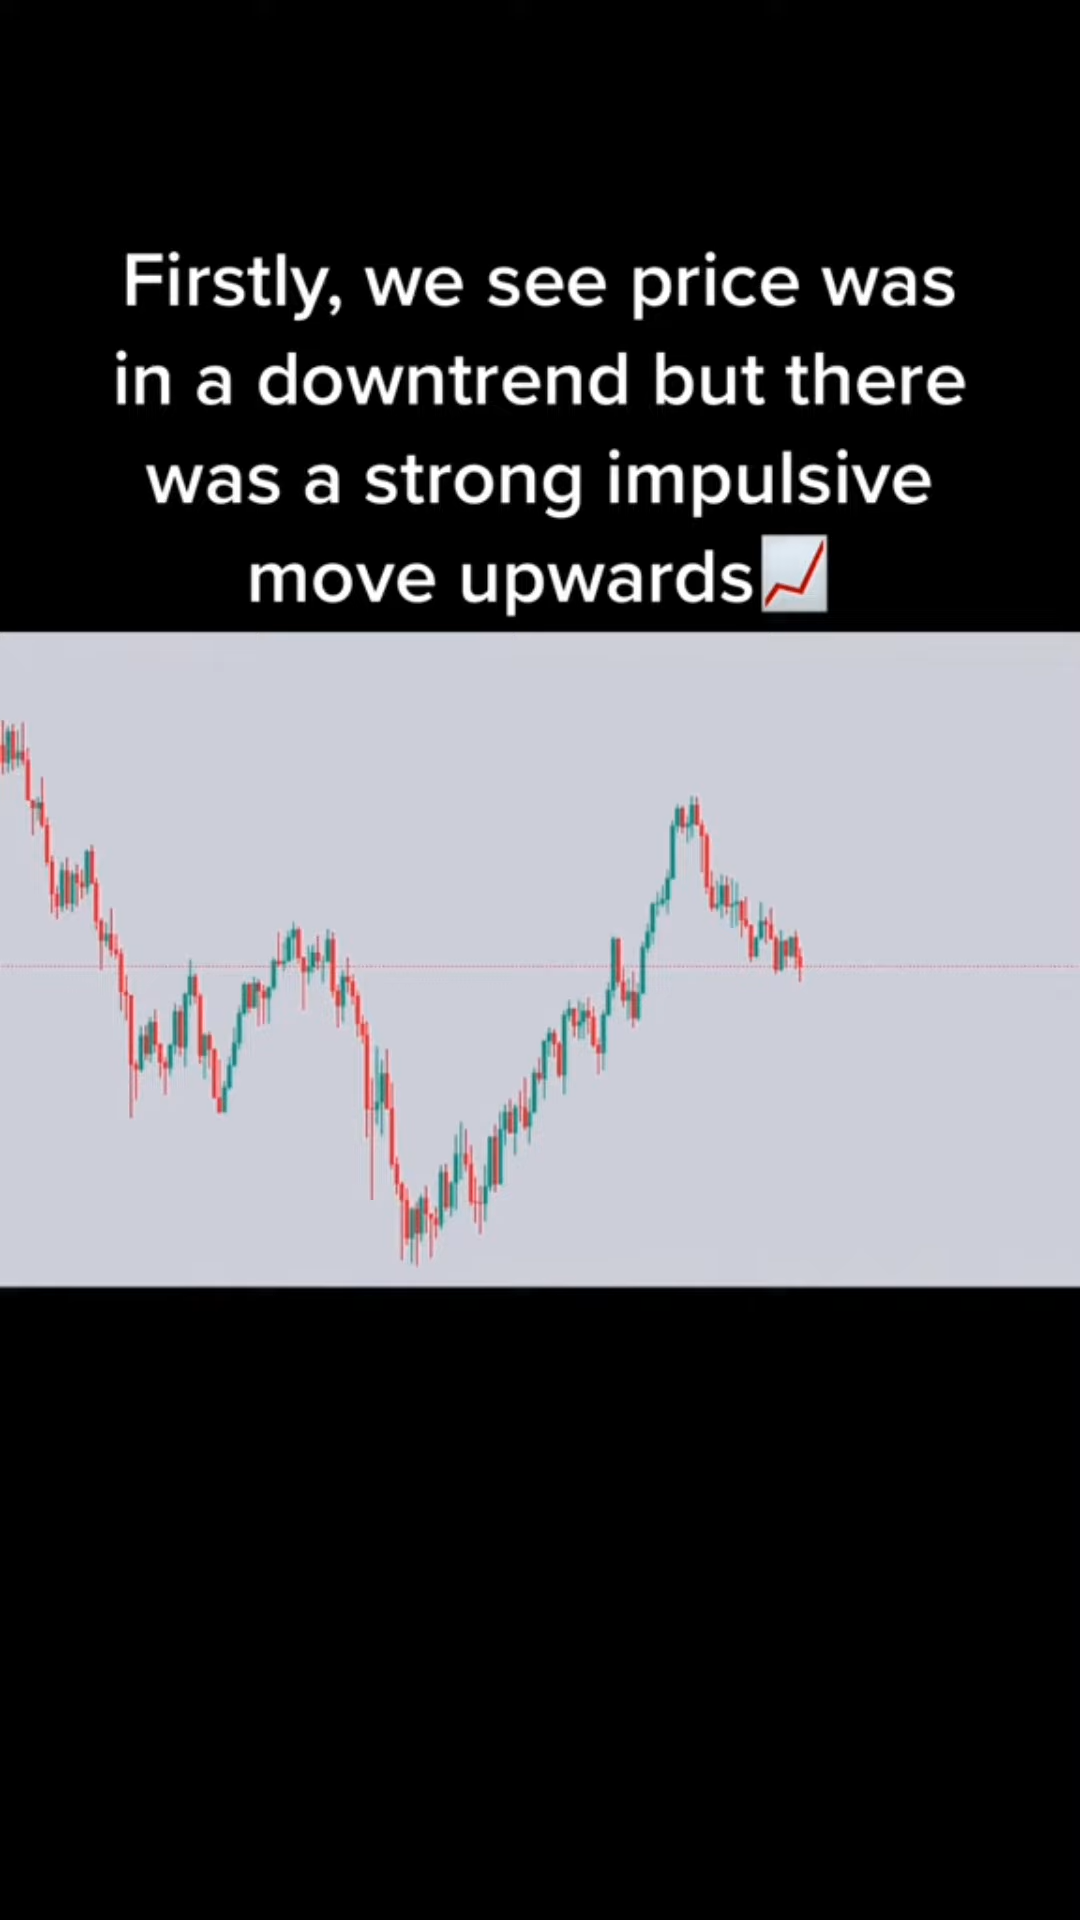 Firstly, we see price was
in a downtrend but there
was a strong impulsive
move upwards📈